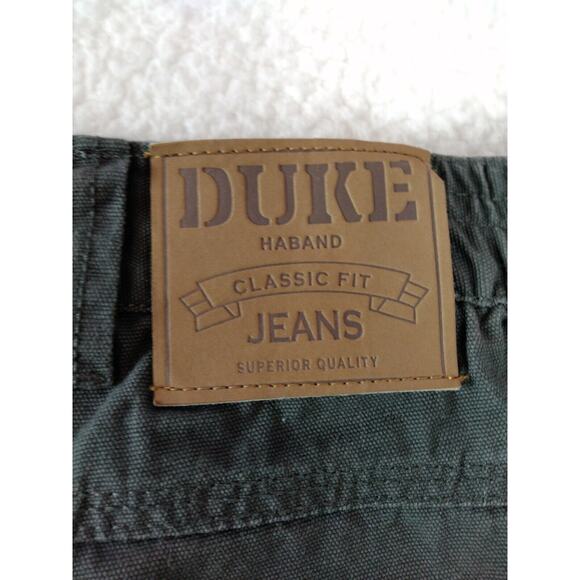 DUKE
HABAND
CLASSIC FIT
JEANS
SUPERIOR QUALITY